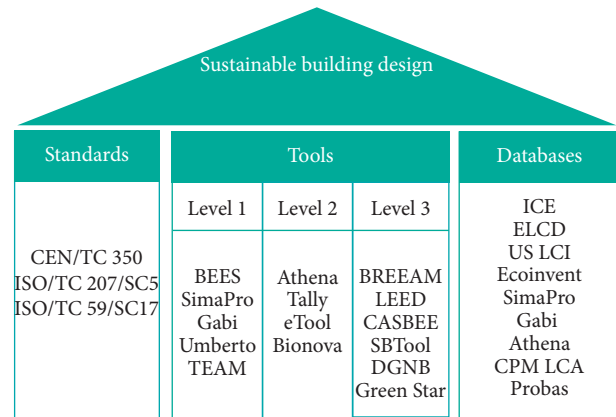 Sustainable building design
Standards
CEN/TC 350
ISO/TC 207/SC5
ISO/TC 59/SC17
Tools
Level 1
BEES
SimaPro
Gabi
Umberto
TEAM
Level 2
Athena
Tally
eTool
Bionova
Level 3
BREEAM
LEED
CASBEE
SBTool
DGNB
Green Star
Databases
ICE
ELCD
US LCI
Ecoinvent
SimaPro
Gabi
Athena
CPM LCA
Probas